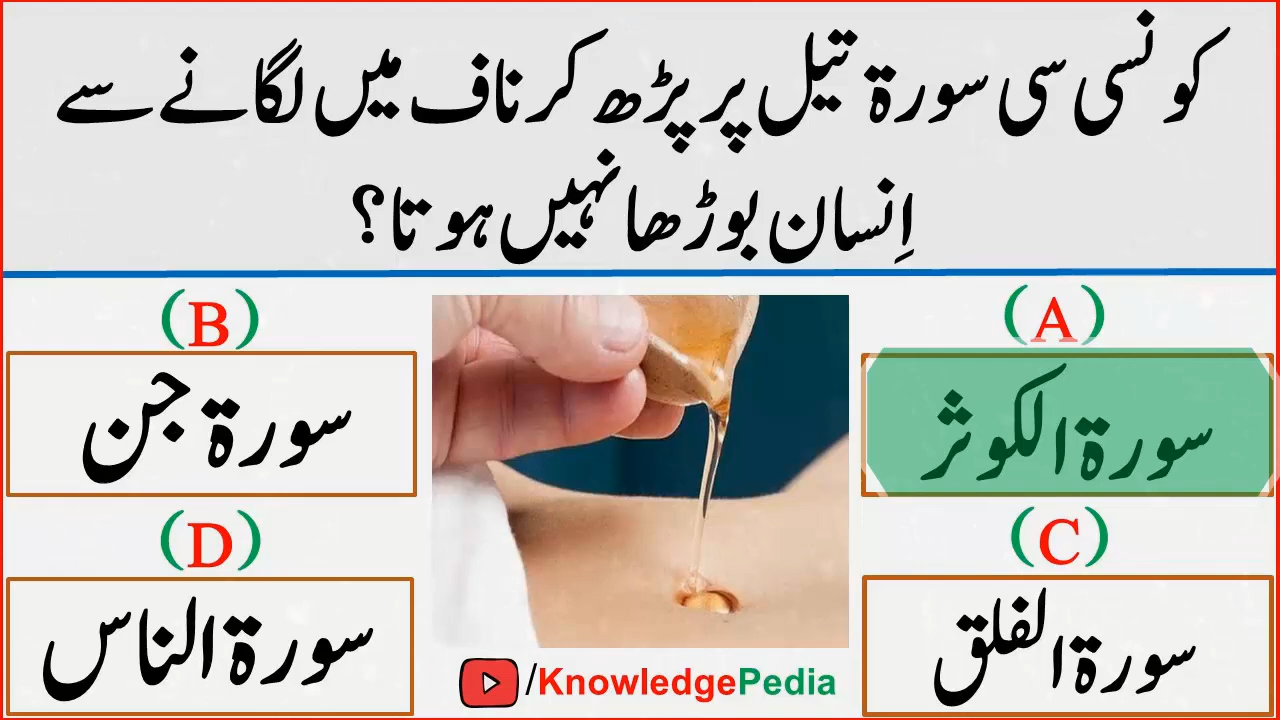 کونسی سی سورۃ تیل پر پڑھ کر ناف میں لگانے سے
اِنسان بوڑھا نہیں ہوتا؟
(A)
سورۃ الکوثر
(B)
سورۃ جن
(C)
سورۃ الفلق
(D)
سورۃ الناس
/KnowledgePedia